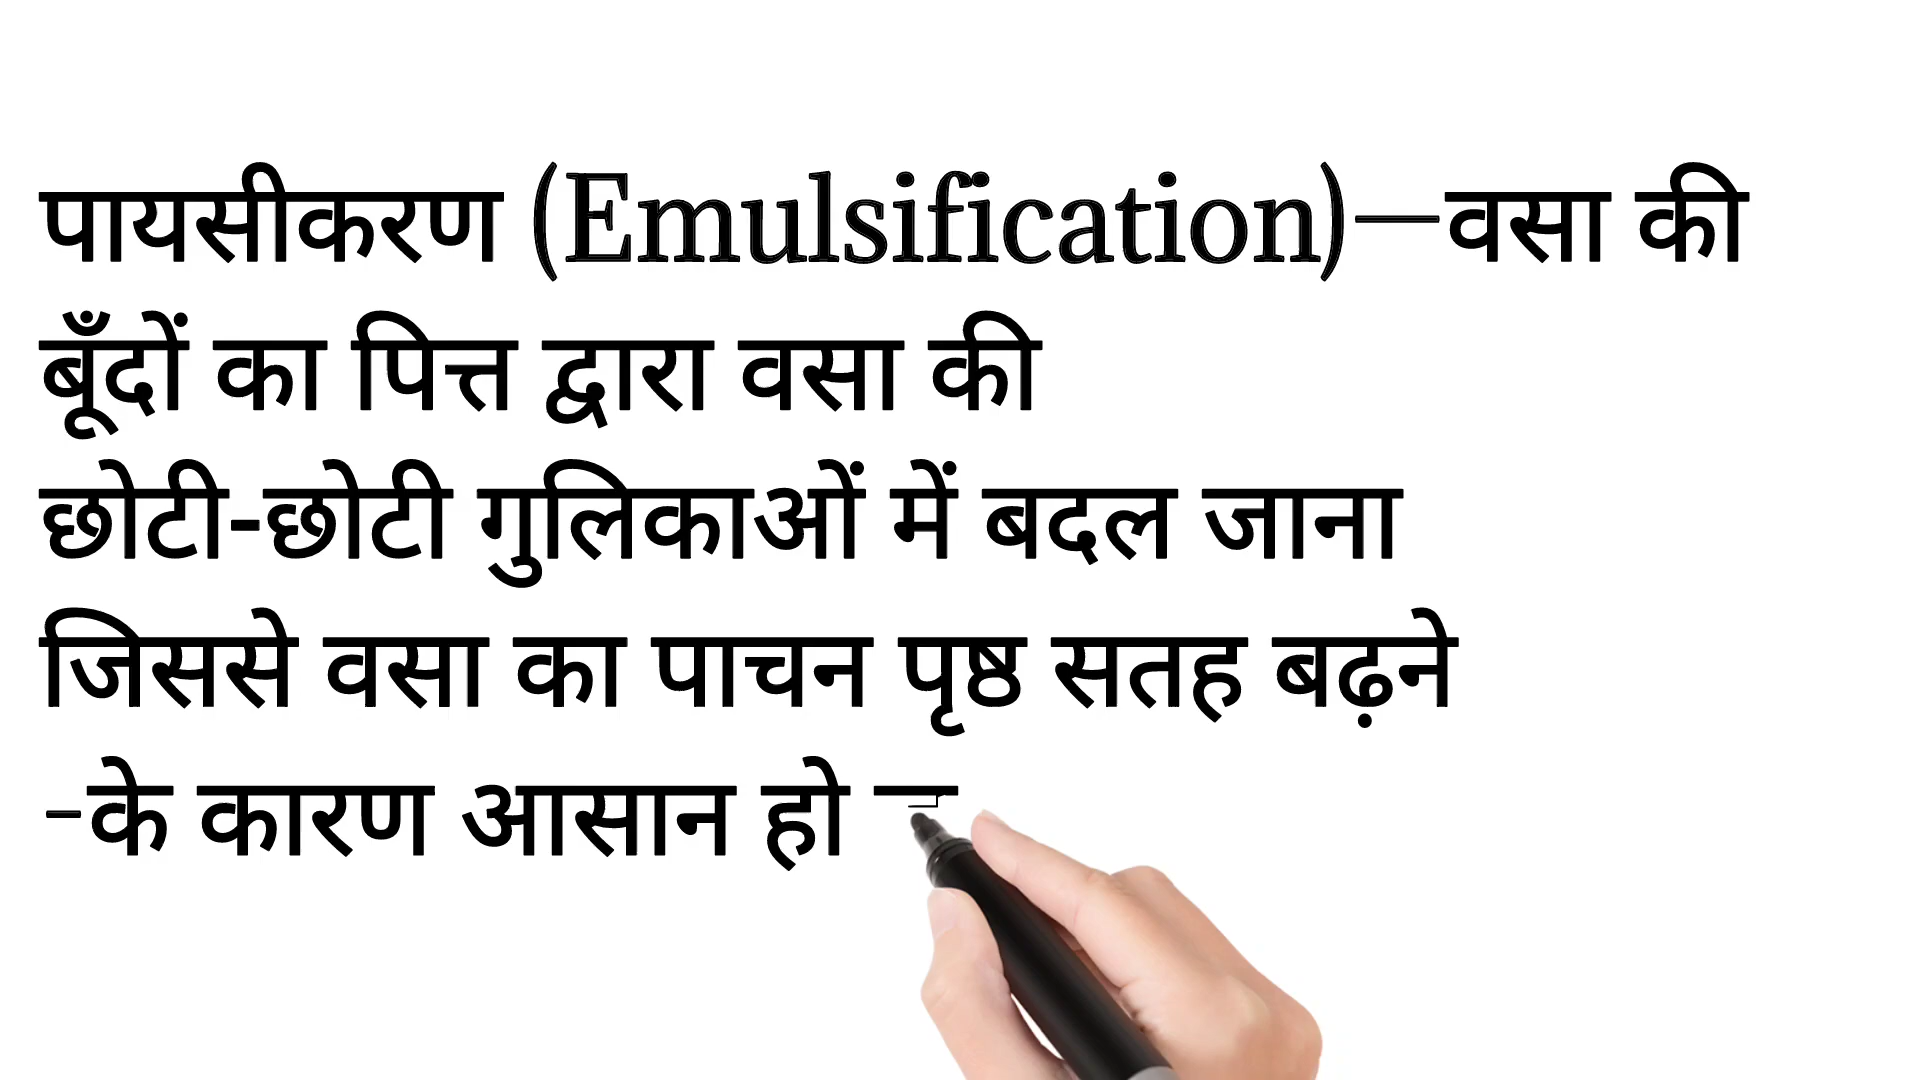 पायसीकरण (Emulsification)—वसा की
बूँदों का पित्त द्वारा वसा की
छोटी-छोटी गुलिकाओं में बदल जाना
जिससे वसा का पाचन पृष्ठ सतह बढ़ने
-के कारण आसान हो